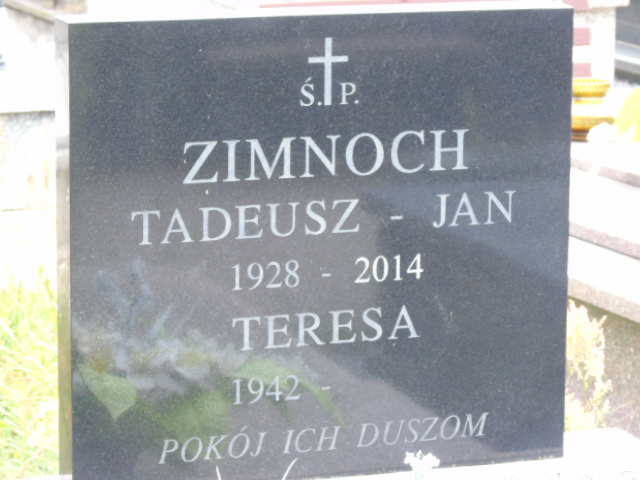 Ś. P.
ZIMNOCH
TADEUSZ - JAN
1928 - 2014
TERESA
1942 -
POKÓJ ICH DUSZOM